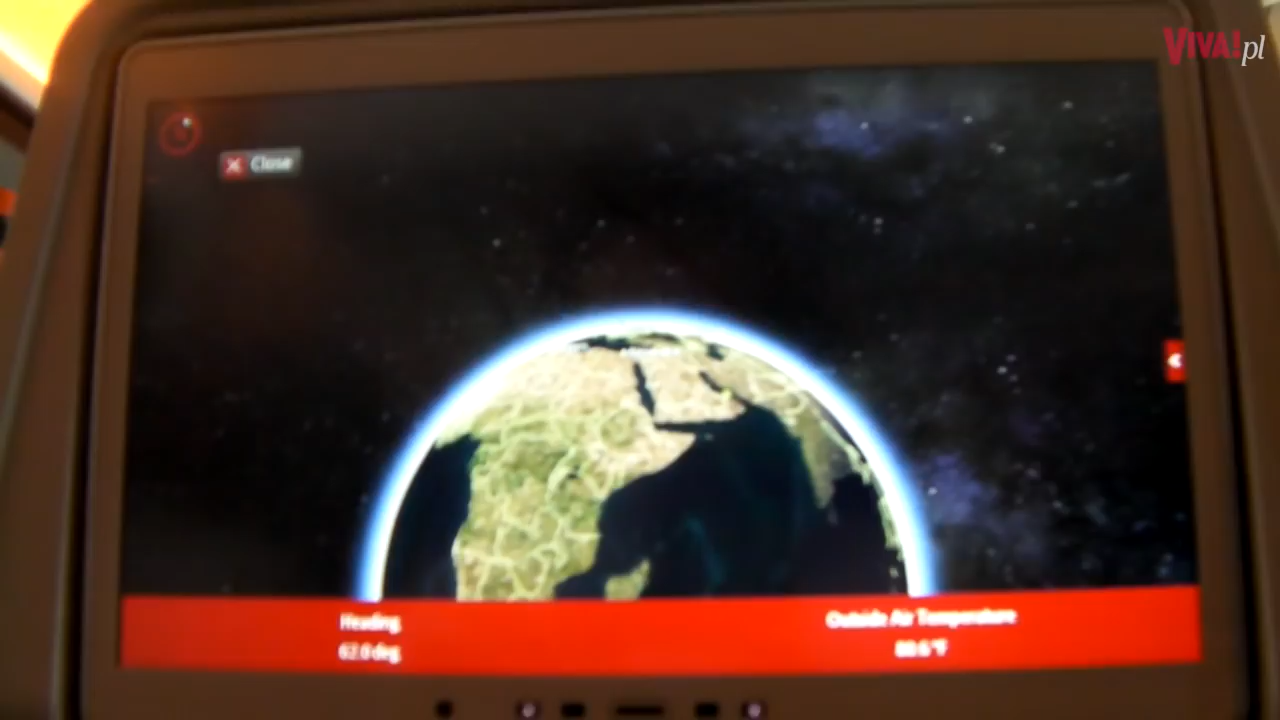 VIVA!pl
Close
Heading
Outside Air Temperature
62.0 deg